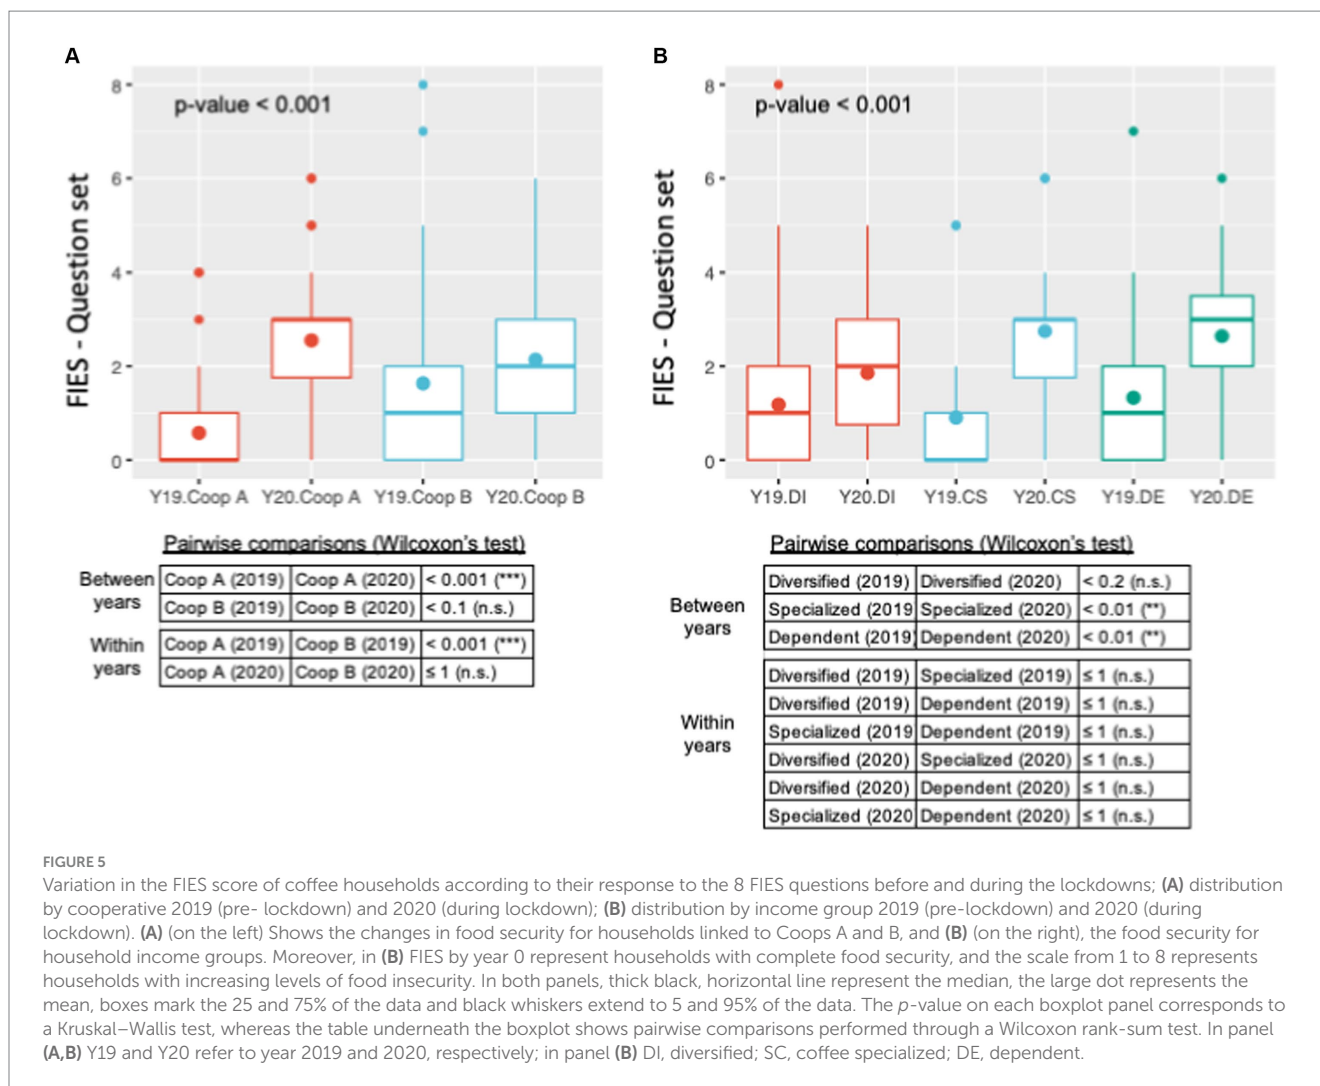 A
8
6
4
2
0
FIES - Question set
p-value < 0.001
Y19.Coop A Y20.Coop A Y19.Coop B Y20.Coop B
Pairwise comparisons (Wilcoxon's test)
Between years
Coop A (2019) Coop A (2020) < 0.001 (***)
Coop B (2019) Coop B (2020) < 0.1 (n.s.)
Within years
Coop A (2019) Coop B (2019) < 0.001 (***)
Coop A (2020) Coop B (2020) ≤ 1 (n.s.)
B
8
6
4
2
0
FIES - Question set
p-value < 0.001
Y19.DI Y20.DI Y19.CS Y20.CS Y19.DE Y20.DE
Pairwise comparisons (Wilcoxon's test)
Between years
Diversified (2019) Diversified (2020) < 0.2 (n.s.)
Specialized (2019 Specialized (2020) < 0.01 (**)
Dependent (2019) Dependent (2020) < 0.01 (**)
Within years
Diversified (2019) Specialized (2019) ≤ 1 (n.s.)
Diversified (2019) Dependent (2019) ≤ 1 (n.s.)
Specialized (2019 Dependent (2019) ≤ 1 (n.s.)
Diversified (2020) Specialized (2020) ≤ 1 (n.s.)
Diversified (2020) Dependent (2020) ≤ 1 (n.s.)
Specialized (2020 Dependent (2020) ≤ 1 (n.s.)
FIGURE 5
Variation in the FIES score of coffee households according to their response to the 8 FIES questions before and during the lockdowns; (A) distribution
by cooperative 2019 (pre- lockdown) and 2020 (during lockdown); (B) distribution by income group 2019 (pre-lockdown) and 2020 (during
lockdown). (A) (on the left) Shows the changes in food security for households linked to Coops A and B, and (B) (on the right), the food security for
household income groups. Moreover, in (B) FIES by year 0 represent households with complete food security, and the scale from 1 to 8 represents
households with increasing levels of food insecurity. In both panels, thick black, horizontal line represent the median, the large dot represents the
mean, boxes mark the 25 and 75% of the data and black whiskers extend to 5 and 95% of the data. The p-value on each boxplot panel corresponds to
a Kruskal–Wallis test, whereas the table underneath the boxplot shows pairwise comparisons performed through a Wilcoxon rank-sum test. In panel
(A,B) Y19 and Y20 refer to year 2019 and 2020, respectively; in panel (B) DI, diversified; SC, coffee specialized; DE, dependent.